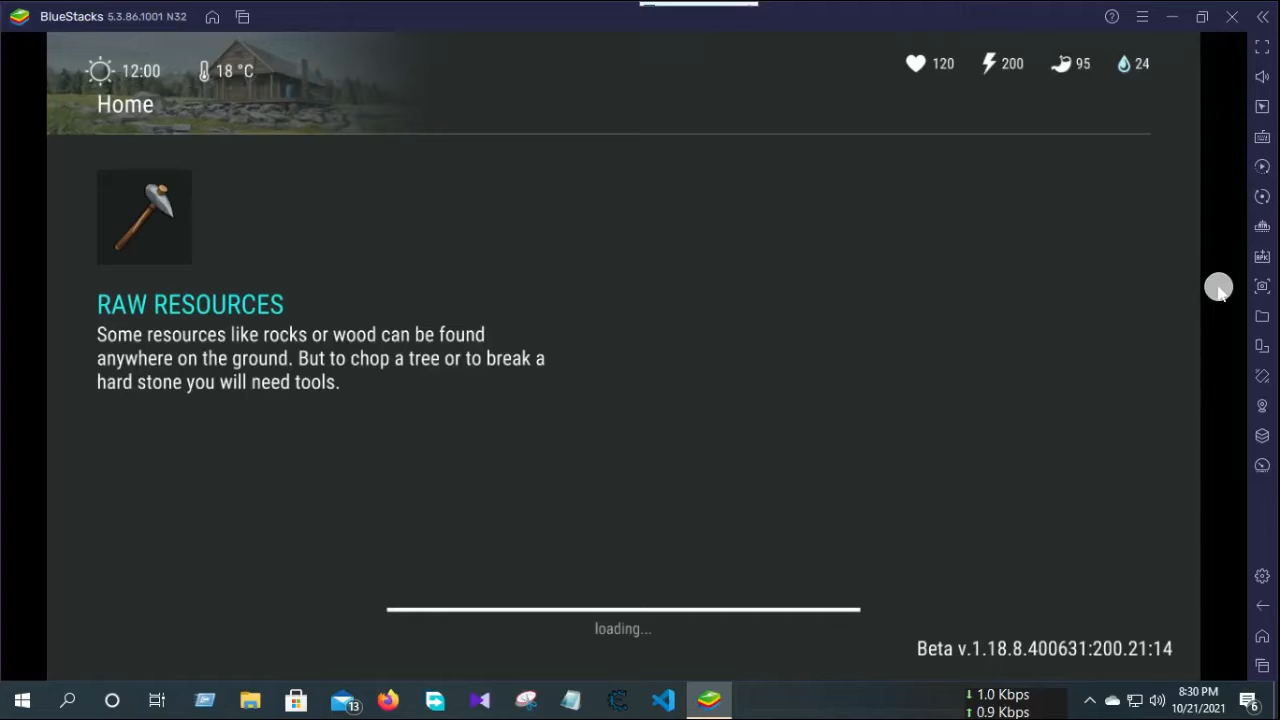 BlueStacks 5.3.86.1001 N32
12:00 18 °C
120 200 95 24
Home
RAW RESOURCES
Some resources like rocks or wood can be found
anywhere on the ground. But to chop a tree or to break a
hard stone you will need tools.
loading...
Beta v.1.18.8.400631:200.21:14
13
↓ 1.0 Kbps
↑ 0.9 Kbps
8:30 PM
10/21/2021
6